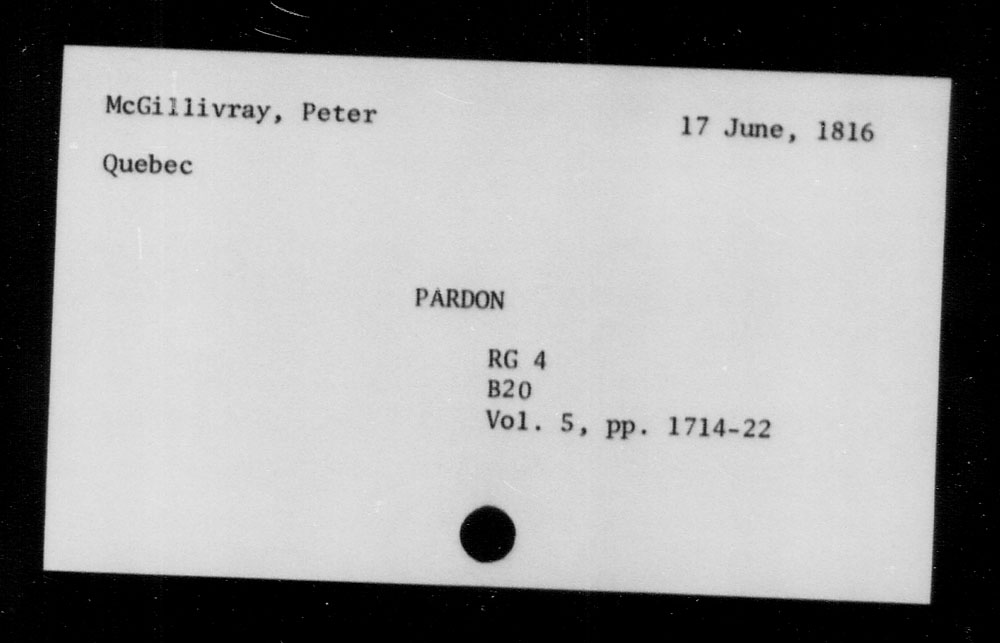 McGillivray, Peter
17 June, 1816
Quebec
PARDON
RG 4
B20
Vol. 5, pp. 1714-22